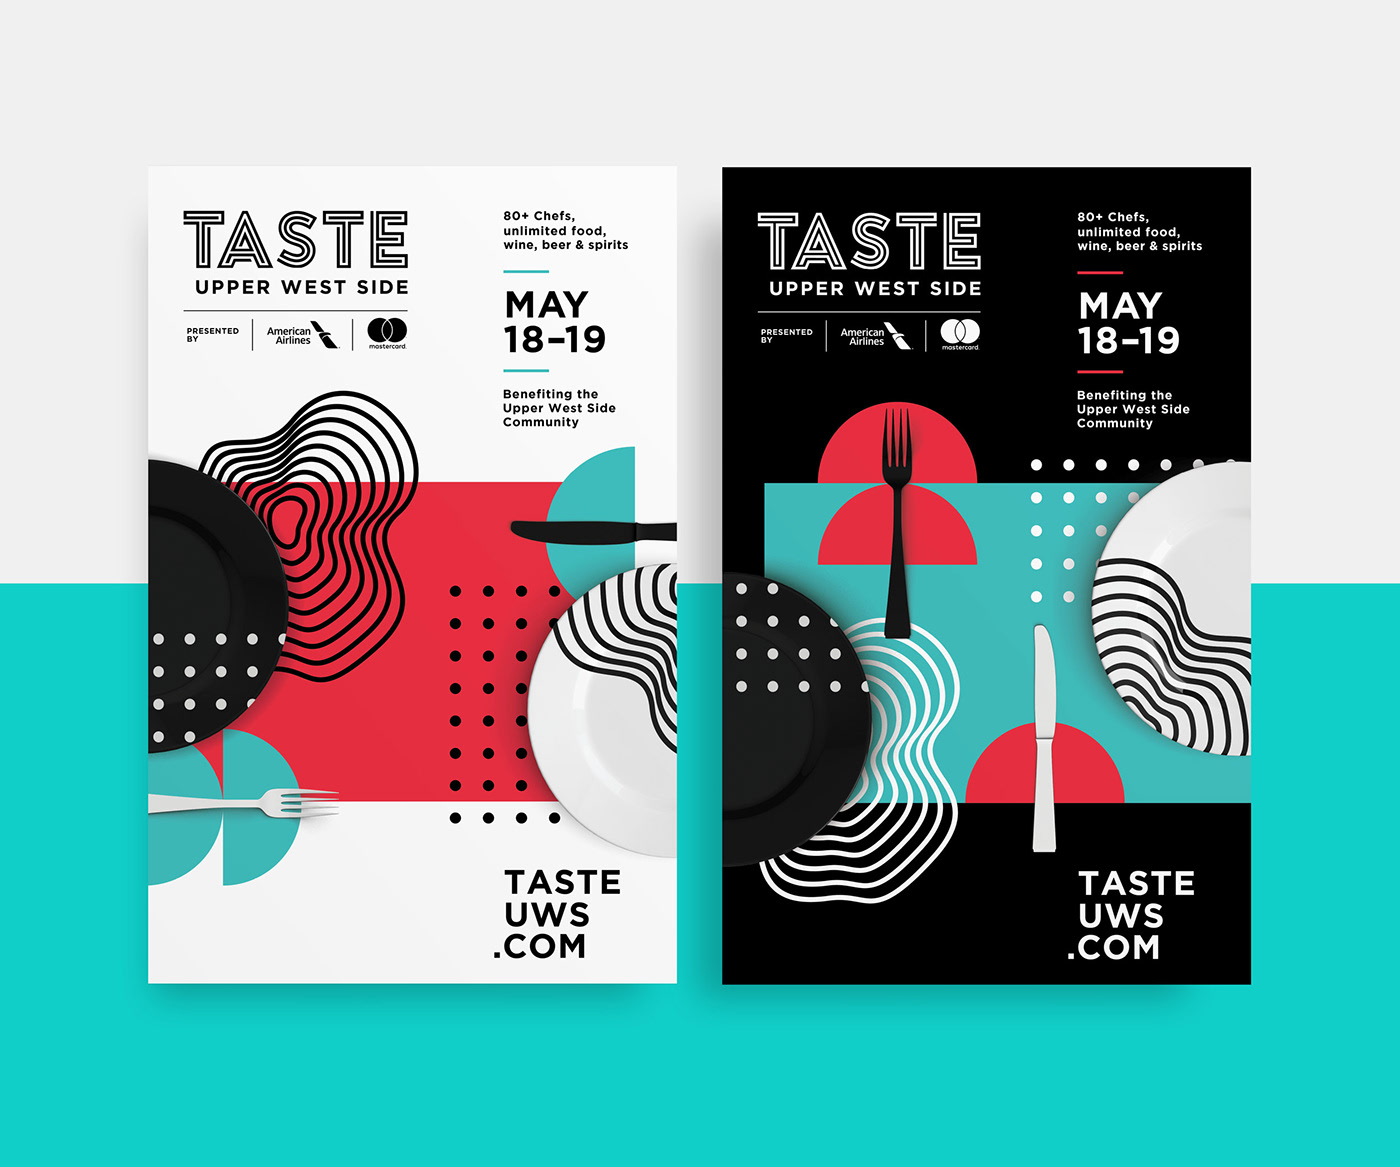 TASTE
UPPER WEST SIDE
PRESENTED
BY
American
Airlines
mastercard.
80+ Chefs,
unlimited food,
wine, beer & spirits
MAY
18–19
Benefiting the
Upper West Side
Community
TASTE
UWS
.COM
TASTE
UPPER WEST SIDE
PRESENTED
BY
American
Airlines
mastercard.
80+ Chefs,
unlimited food,
wine, beer & spirits
MAY
18–19
Benefiting the
Upper West Side
Community
TASTE
UWS
.COM